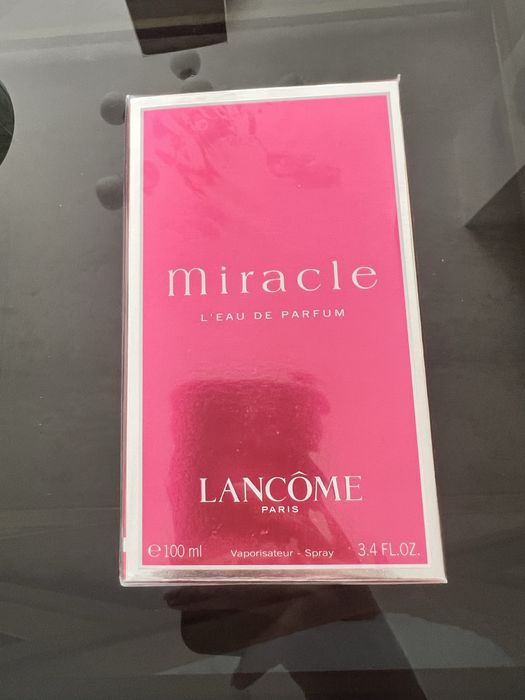 miracle
L'EAU DE PARFUM
LANCÔME
PARIS
℮ 100 ml Vaporisateur - Spray 3.4 FL.OZ.